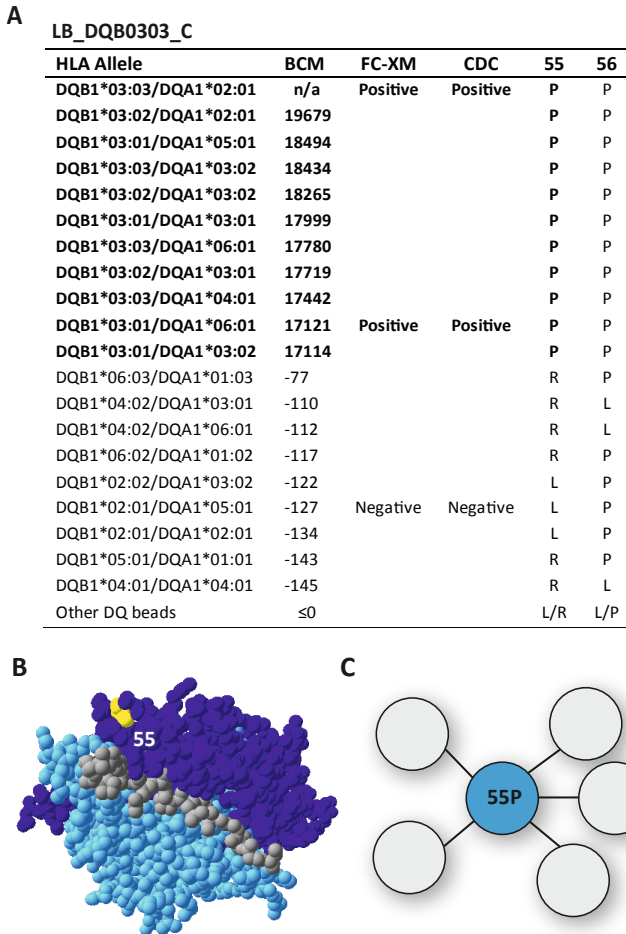 A
LB_DQB0303_C
HLA Allele BCM FC-XM CDC 55 56
DQB1*03:03/DQA1*02:01 n/a Positive Positive P P
DQB1*03:02/DQA1*02:01 19679 P P
DQB1*03:01/DQA1*05:01 18494 P P
DQB1*03:03/DQA1*03:02 18434 P P
DQB1*03:02/DQA1*03:02 18265 P P
DQB1*03:01/DQA1*03:01 17999 P P
DQB1*03:03/DQA1*06:01 17780 P P
DQB1*03:02/DQA1*03:01 17719 P P
DQB1*03:03/DQA1*04:01 17442 P P
DQB1*03:01/DQA1*06:01 17121 Positive Positive P P
DQB1*03:01/DQA1*03:02 17114 P P
DQB1*06:03/DQA1*01:03 -77 R P
DQB1*04:02/DQA1*03:01 -110 R L
DQB1*04:02/DQA1*06:01 -112 R L
DQB1*06:02/DQA1*01:02 -117 R P
DQB1*02:02/DQA1*03:02 -122 L P
DQB1*02:01/DQA1*05:01 -127 Negative Negative L P
DQB1*02:01/DQA1*02:01 -134 L P
DQB1*05:01/DQA1*01:01 -143 R P
DQB1*04:01/DQA1*04:01 -145 R L
Other DQ beads ≤0 L/R L/P
B
55
C
55P